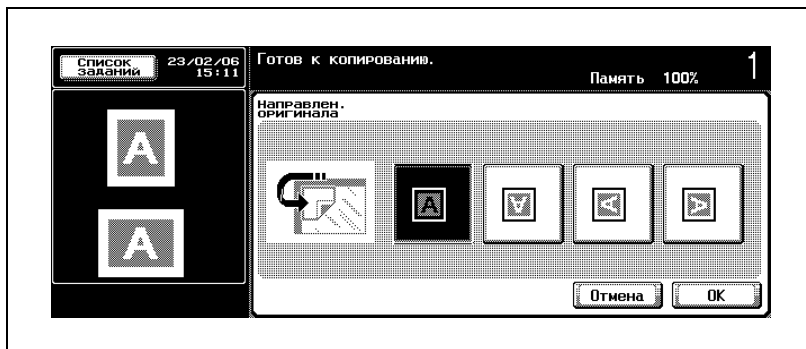 Список
заданий
23/02/06
15:11
Готов к копированию.
Память 100%
1
Направлен.
оригинала
A
A
A A A A
Отмена OK